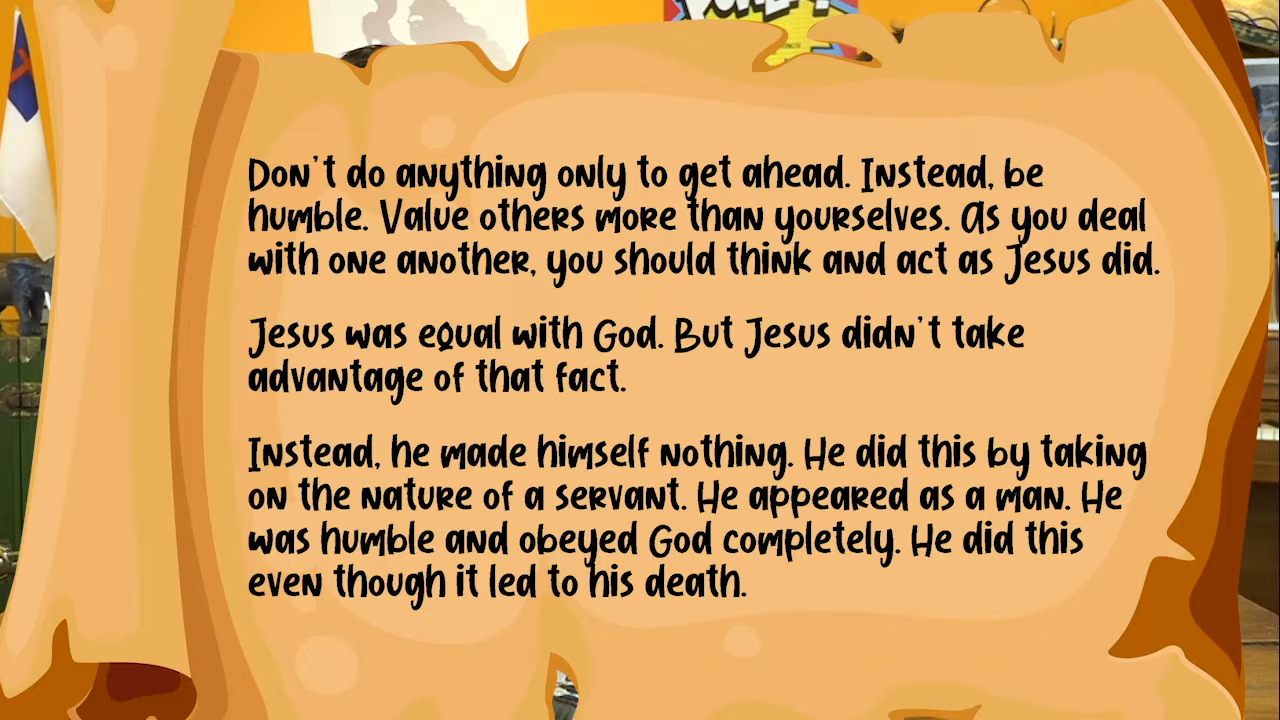 Don't do anything only to get ahead. Instead, be
humble. Value others more than yourselves. As you deal
with one another, you should think and act as Jesus did.
Jesus was equal with God. But Jesus didn't take
advantage of that fact.
Instead, he made himself nothing. He did this by taking
on the nature of a servant. He appeared as a man. He
was humble and obeyed God completely. He did this
even though it led to his death.